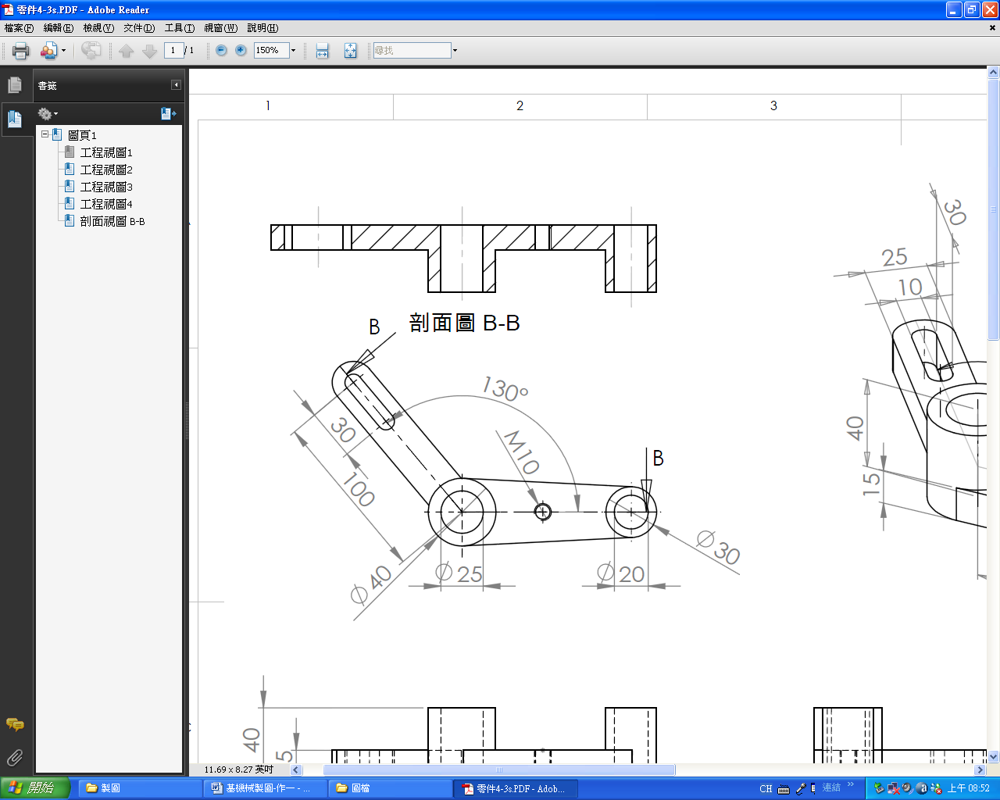 零件4-3s.PDF - Adobe Reader
檔案(F) 編輯(E) 檢視(V) 文件(D) 工具(T) 視窗(W) 說明(H)
1 / 1 150% 尋找
書籤
圖頁1
工程視圖1
工程視圖2
工程視圖3
工程視圖4
剖面視圖 B-B
1 2 3
30
25
10
剖面圖 B-B
B
130°
30
M10
B
40
100
15
Ø 30
Ø 40
Ø 25
Ø 20
40
5
11.69 x 8.27 英吋
開始 製圖 基機械製圖-作一 - ... 圖檔 零件4-3s.PDF - Adob... CH 連結 上午 08:52